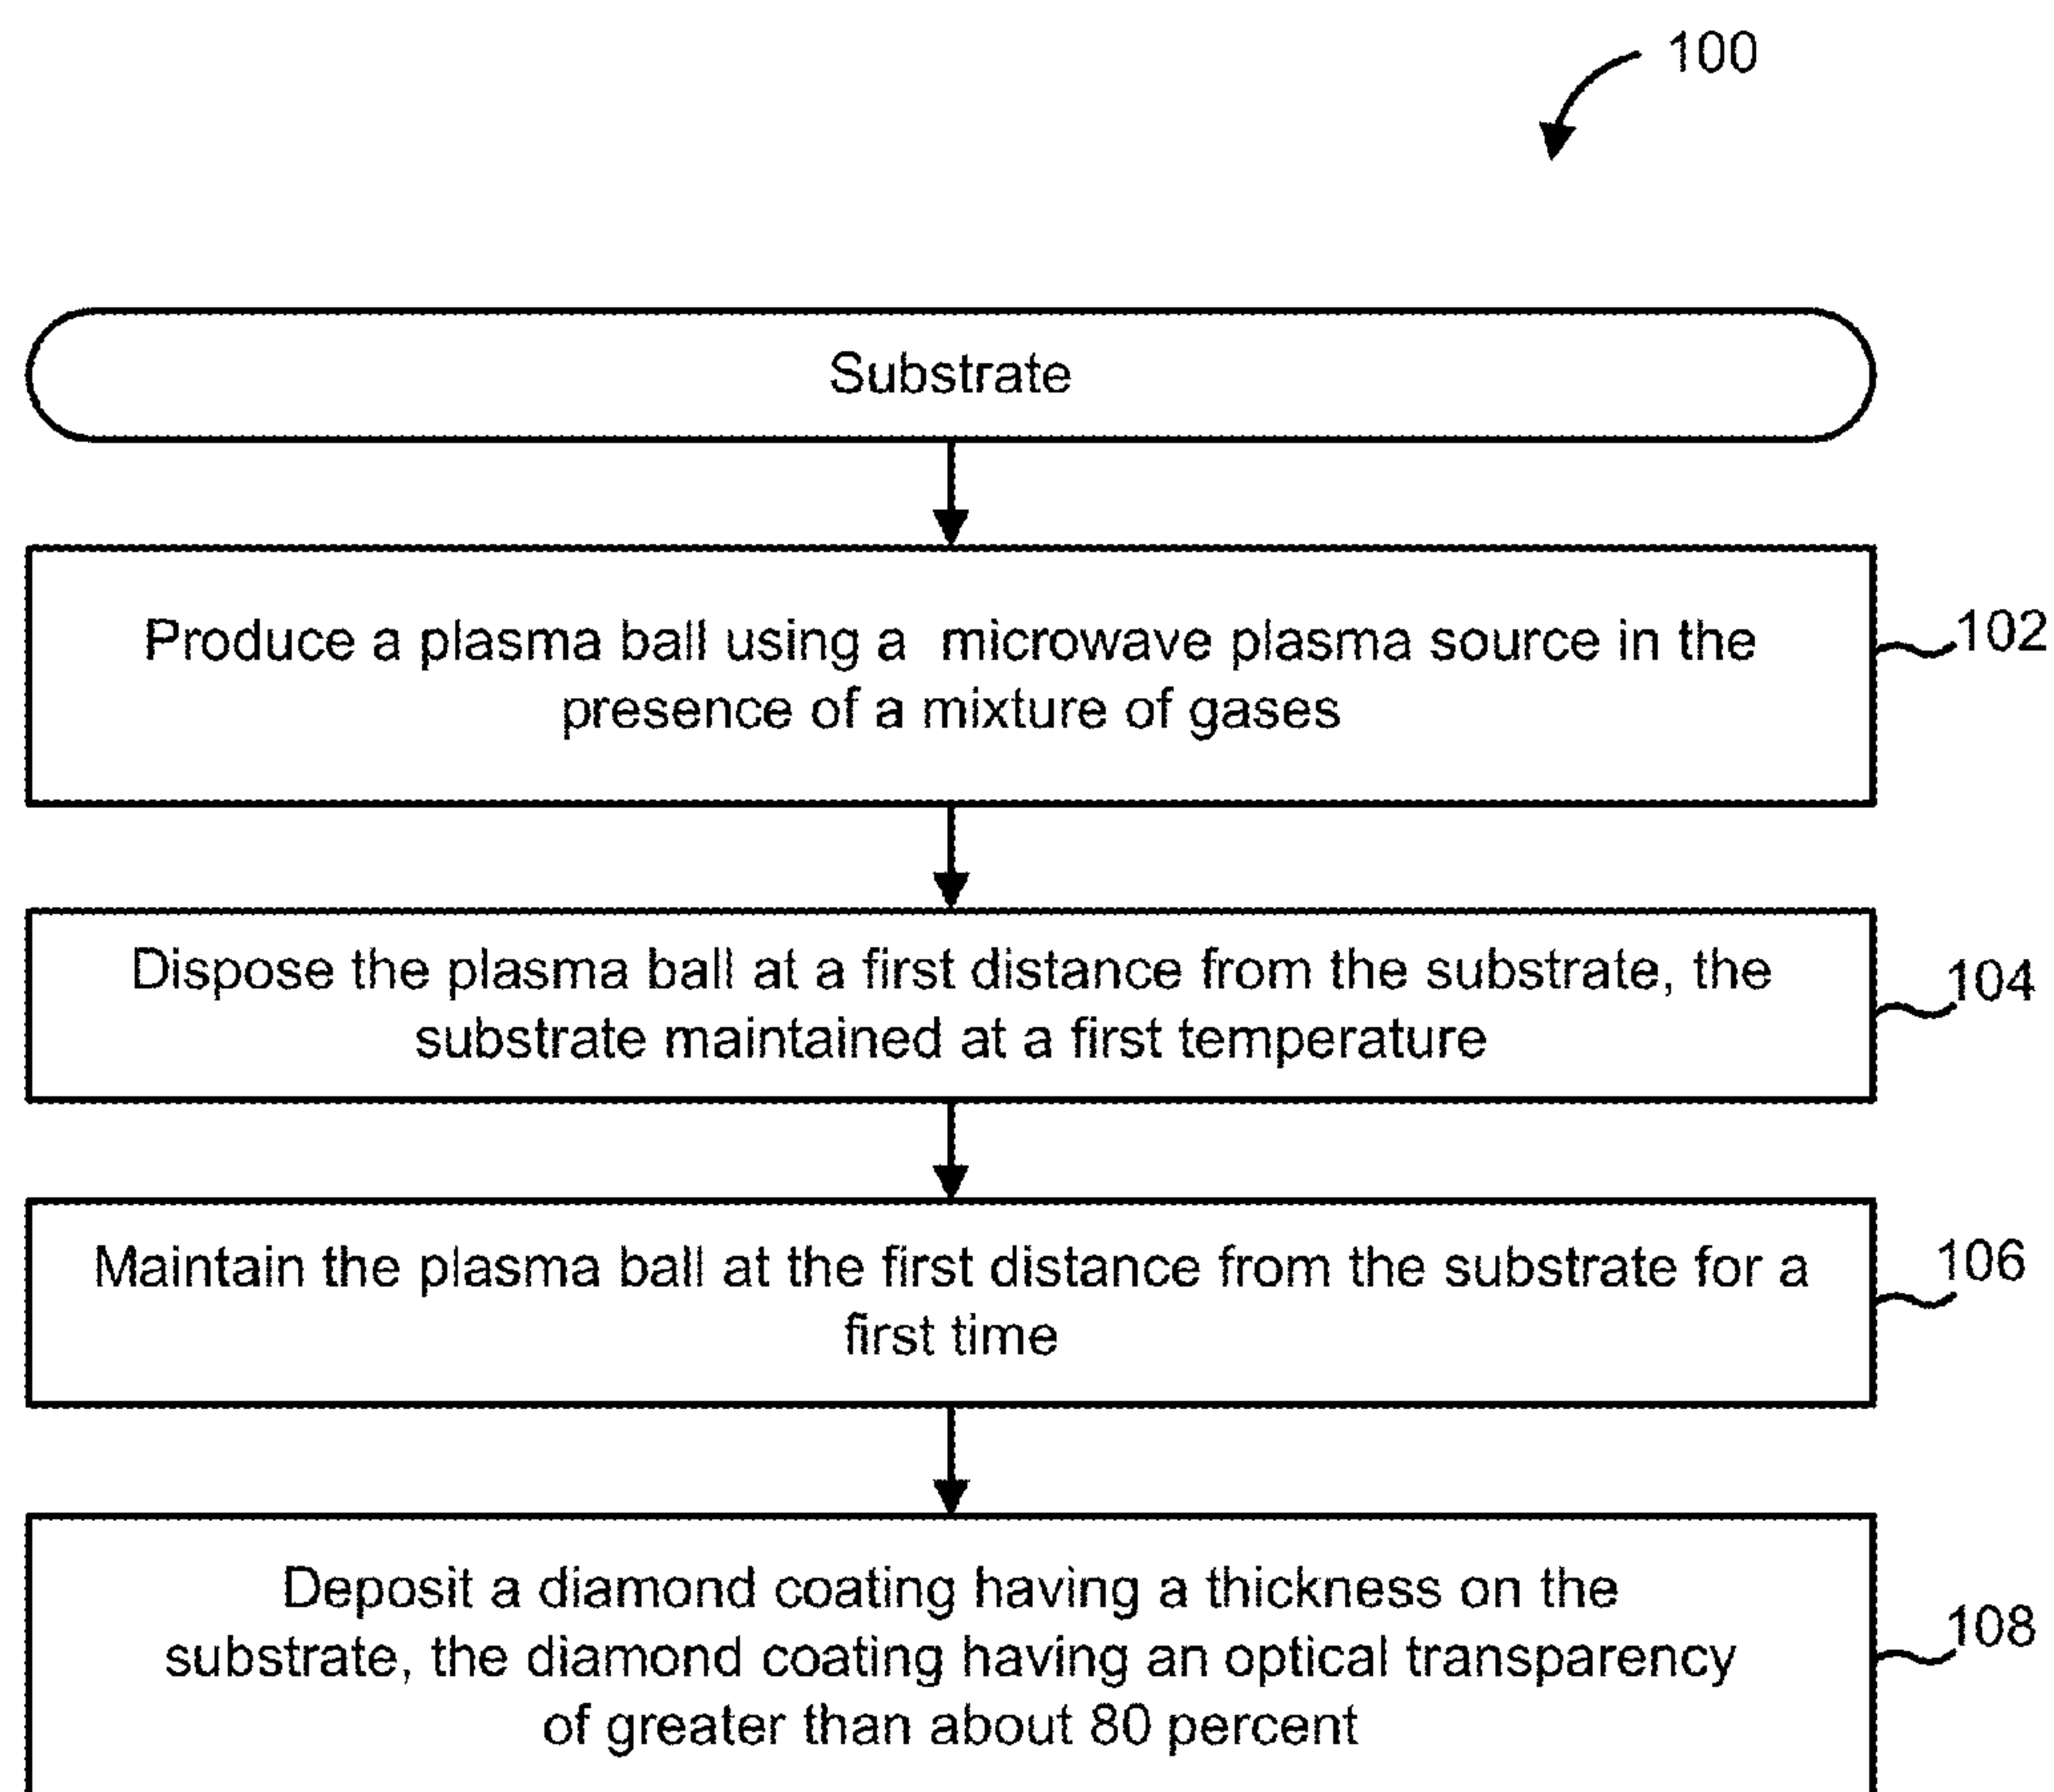 100
Substrate
Produce a plasma ball using a microwave plasma source in the
presence of a mixture of gases
102
Dispose the plasma ball at a first distance from the substrate, the
substrate maintained at a first temperature
104
Maintain the plasma ball at the first distance from the substrate for a
first time
106
Deposit a diamond coating having a thickness on the
substrate, the diamond coating having an optical transparency
of greater than about 80 percent
108